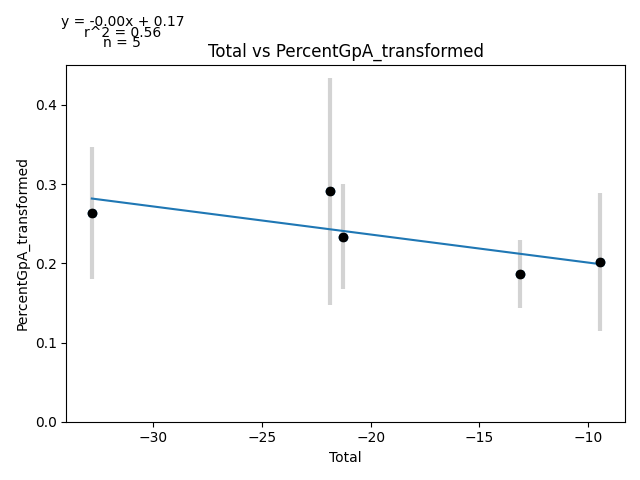 y = -0.00x + 0.17
r^2 = 0.56
n = 5
Total vs PercentGpA_transformed
PercentGpA_transformed
0.4
0.3
0.2
0.1
0.0
−30
−25
−20
−15
−10
Total